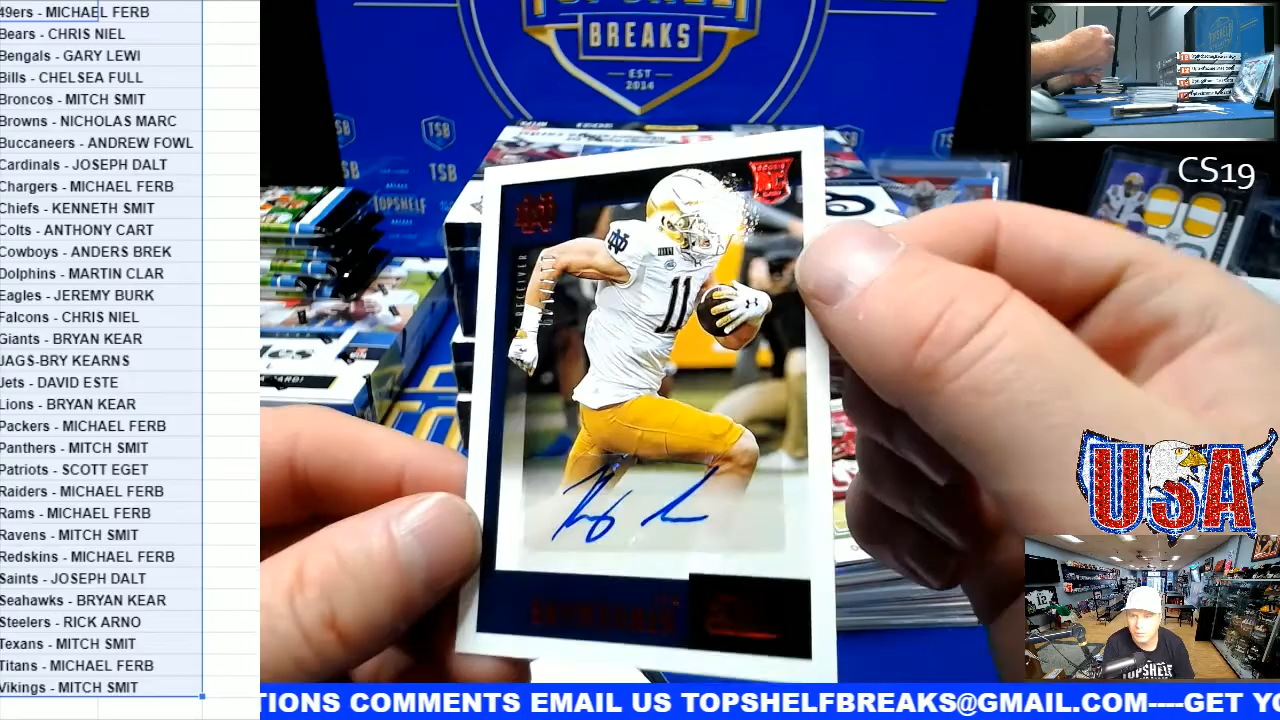 49ers - MICHAEL FERB
Bears - CHRIS NIEL
Bengals - GARY LEWI
Bills - CHELSEA FULL
Broncos - MITCH SMIT
Browns - NICHOLAS MARC
Buccaneers - ANDREW FOWL
Cardinals - JOSEPH DALT
Chargers - MICHAEL FERB
Chiefs - KENNETH SMIT
Colts - ANTHONY CART
Cowboys - ANDERS BREK
Dolphins - MARTIN CLAR
Eagles - JEREMY BURK
Falcons - CHRIS NIEL
Giants - BRYAN KEAR
JAGS-BRY KEARNS
Jets - DAVID ESTE
Lions - BRYAN KEAR
Packers - MICHAEL FERB
Panthers - MITCH SMIT
Patriots - SCOTT EGET
Raiders - MICHAEL FERB
Rams - MICHAEL FERB
Ravens - MITCH SMIT
Redskins - MICHAEL FERB
Saints - JOSEPH DALT
Seahawks - BRYAN KEAR
Steelers - RICK ARNO
Texans - MITCH SMIT
Titans - MICHAEL FERB
Vikings - MITCH SMIT
TOPSHELF
BREAKS
EST
2014
TSB
TSB
TSB
TOPSHELF
RECEIVER
11
CS19
USA
TOPSHELF
TIONS COMMENTS EMAIL US TOPSHELFBREAKS@GMAIL.COM----GET YO